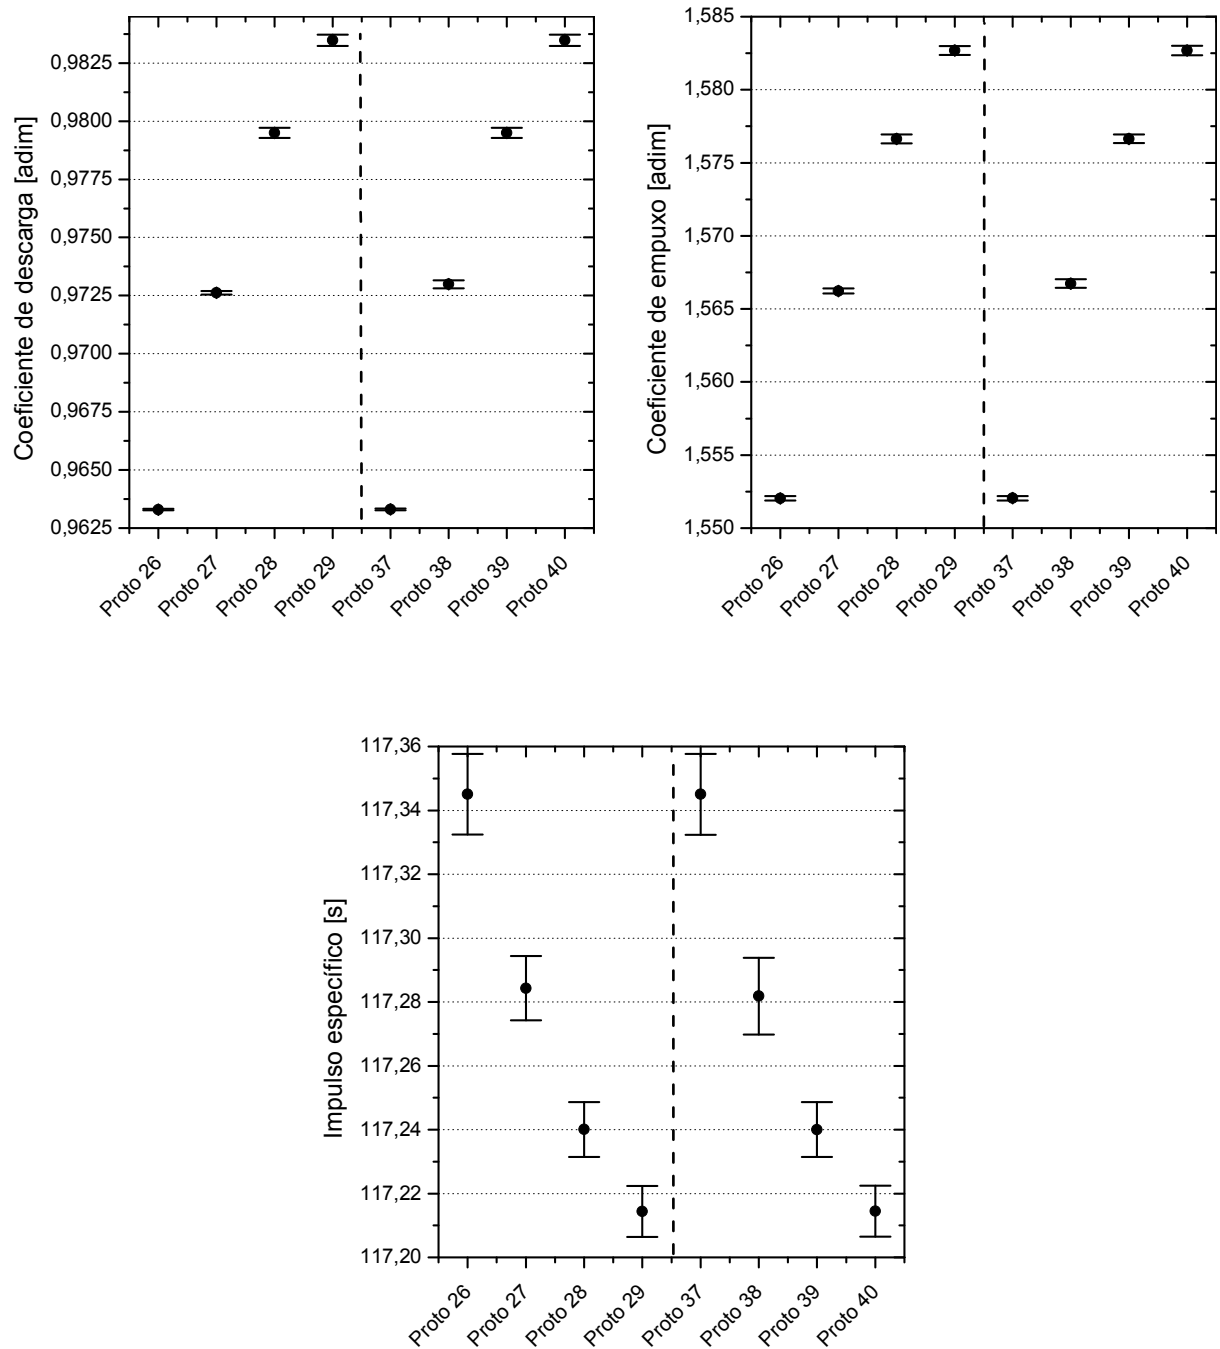 Coeficiente de descarga [adim]
0,9825
0,9800
0,9775
0,9750
0,9725
0,9700
0,9675
0,9650
0,9625
Proto 26
Proto 27
Proto 28
Proto 29
Proto 37
Proto 38
Proto 39
Proto 40
Coeficiente de empuxo [adim]
1,585
1,580
1,575
1,570
1,565
1,560
1,555
1,550
Proto 26
Proto 27
Proto 28
Proto 29
Proto 37
Proto 38
Proto 39
Proto 40
Impulso específico [s]
117,36
117,34
117,32
117,30
117,28
117,26
117,24
117,22
117,20
Proto 26
Proto 27
Proto 28
Proto 29
Proto 37
Proto 38
Proto 39
Proto 40